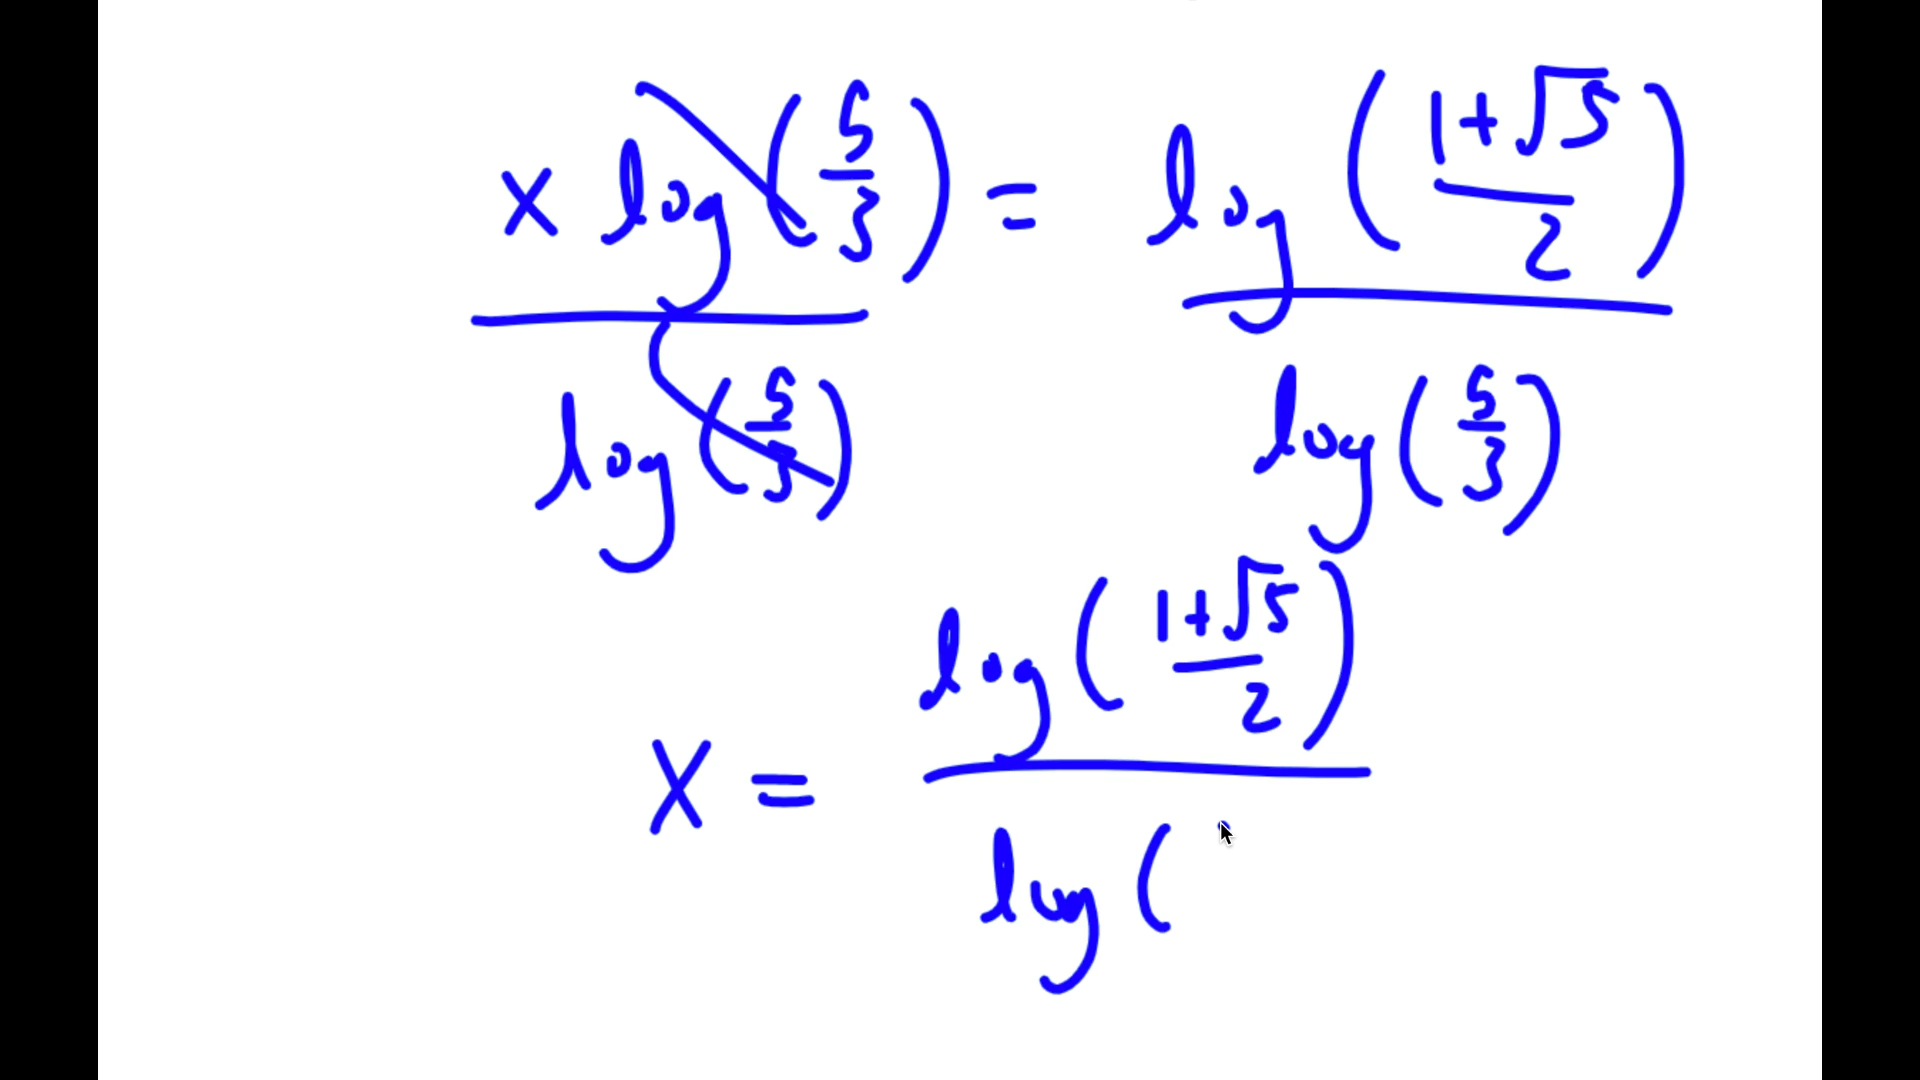 x log(5/3) = log((1+√5)/2)
log(5/3) log(5/3)
x = log((1+√5)/2)
log(